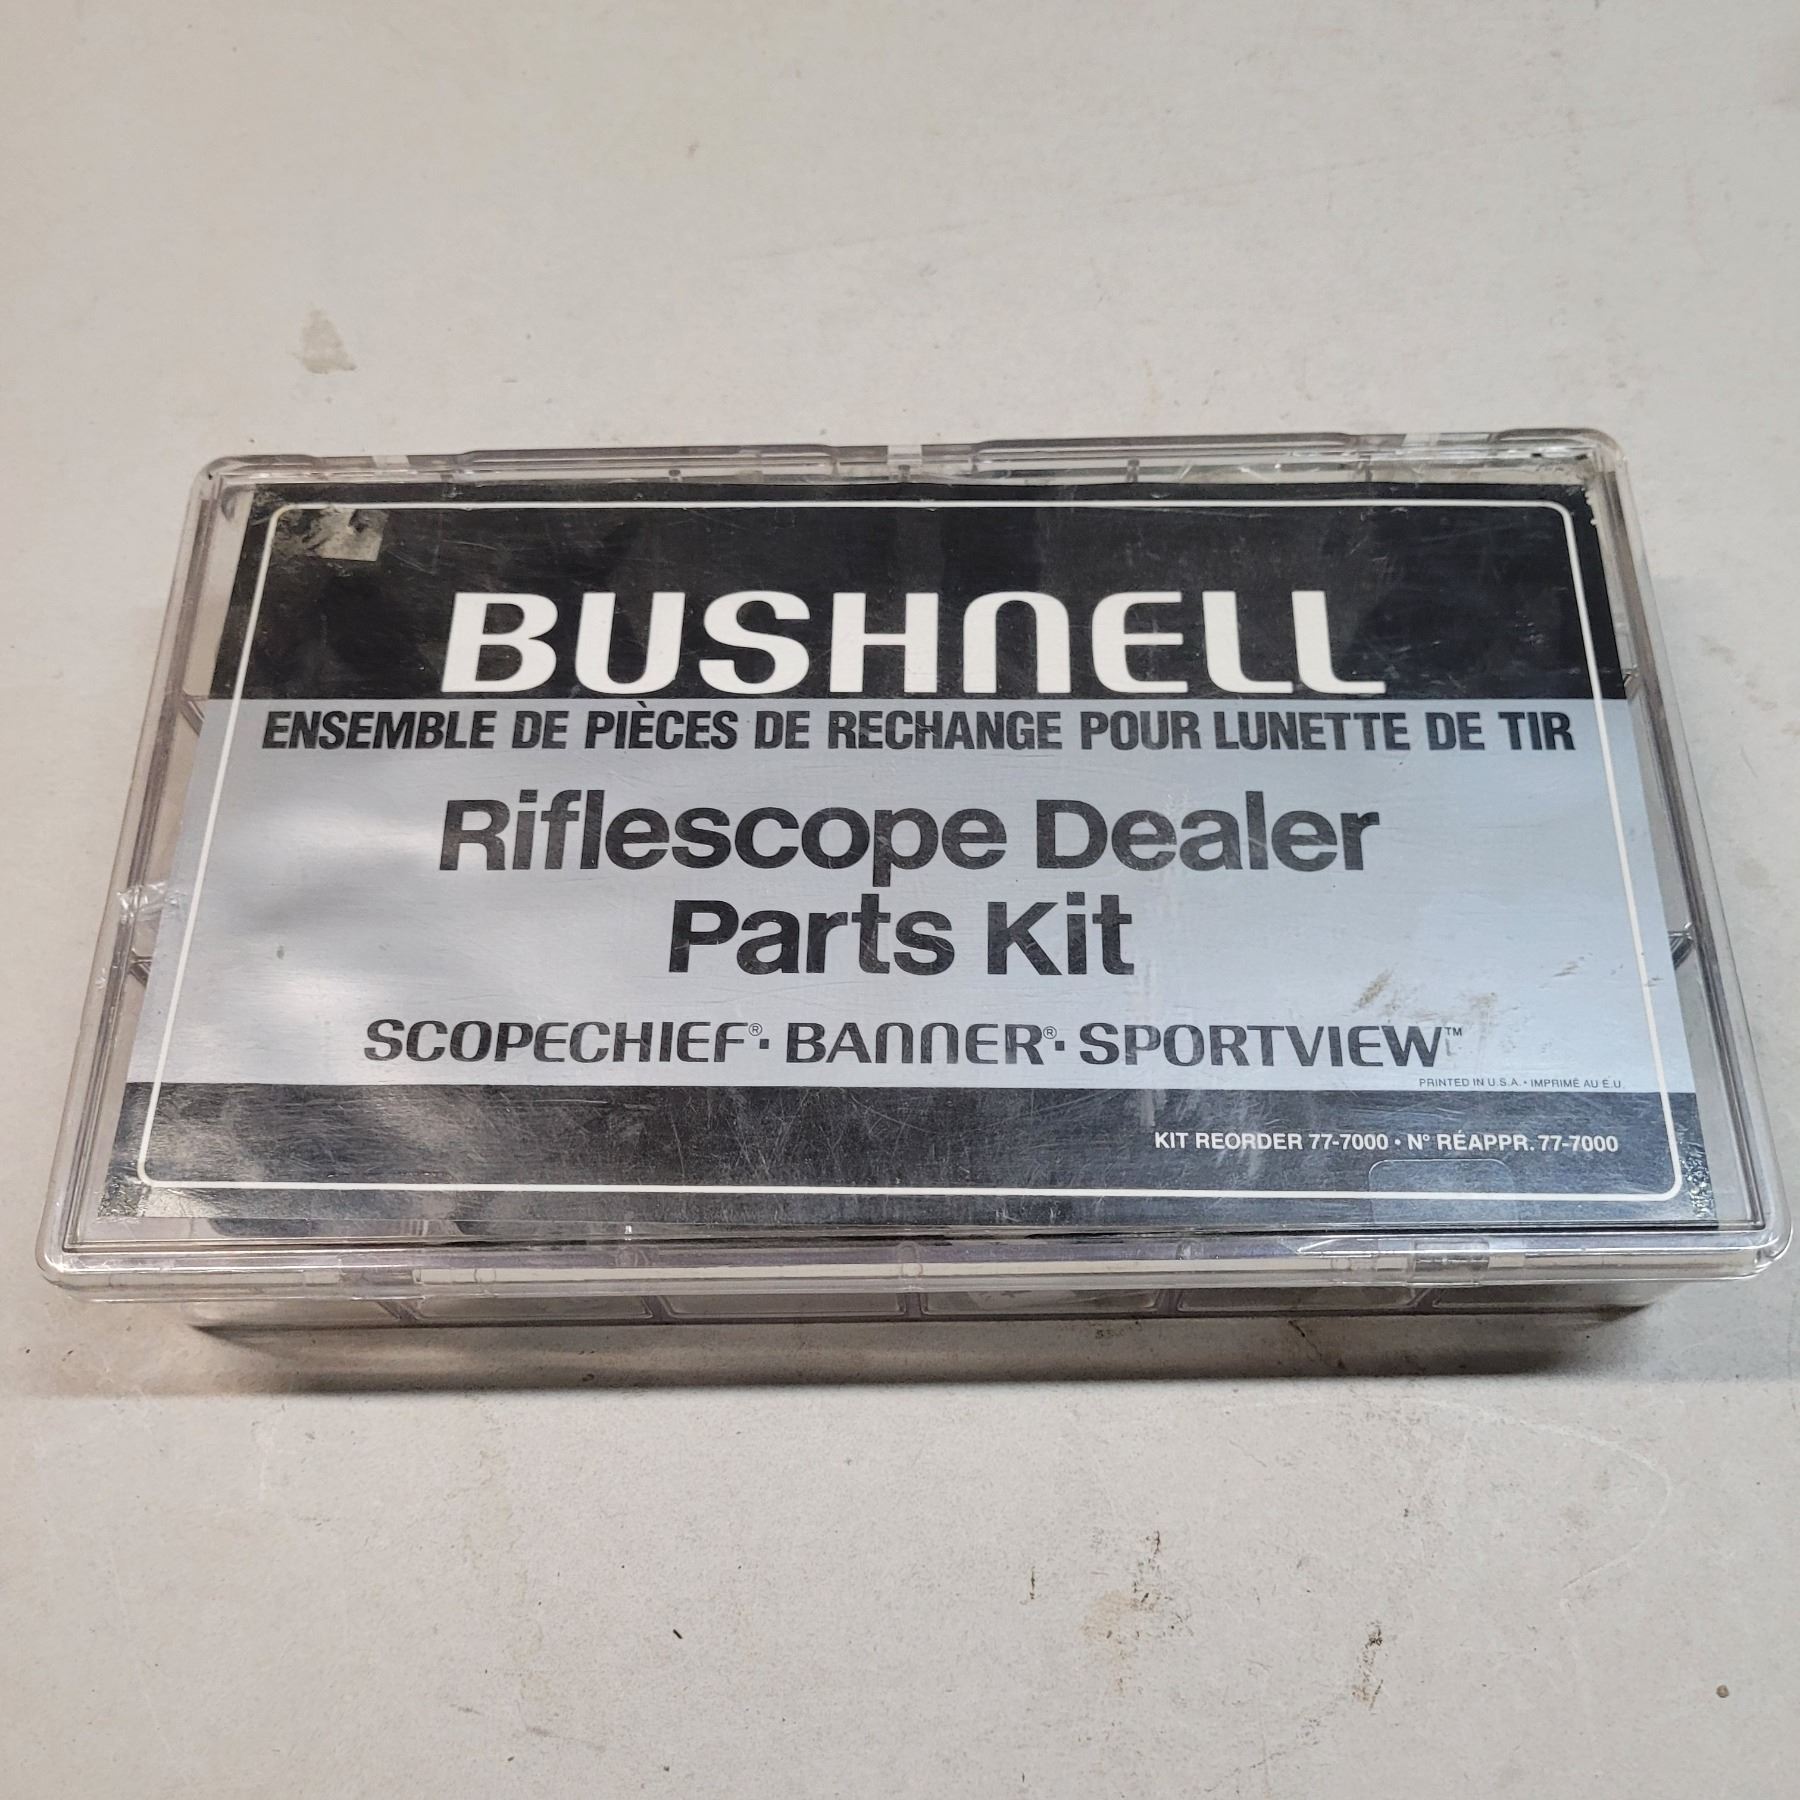 BUSHNELL
ENSEMBLE DE PIÈCES DE RECHANGE POUR LUNETTE DE TIR
Riflescope Dealer
Parts Kit
SCOPECHIEF®· BANNER®· SPORTVIEW™
PRINTED IN U.S.A. • IMPRIMÉ AU É.U.
KIT REORDER 77-7000 • Nº RÉAPPR. 77-7000